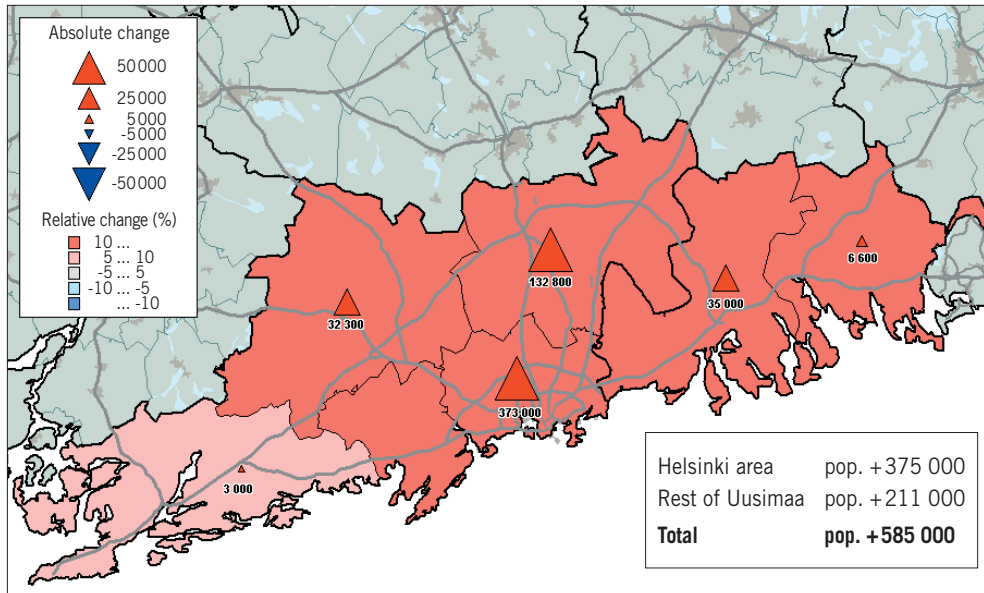 Absolute change
50 000
25 000
5 000
-5 000
-25 000
-50 000
Relative change (%)
10 ...
5 ... 10
-5 ... 5
-10 ... -5
... -10
132 800
6 600
35 000
32 300
373 000
3 000
Helsinki area pop. +375 000
Rest of Uusimaa pop. +211 000
Total pop. +585 000